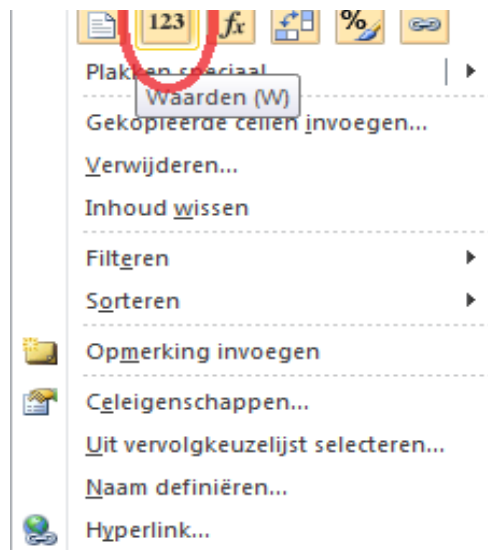 123 fx %
Plakken speciaal
Waarden (W)
Gekopieerde cellen invoegen...
Verwijderen...
Inhoud wissen
Filteren
Sorteren
Opmerking invoegen
Celeigenschappen...
Uit vervolgkeuzelijst selecteren...
Naam definiëren...
Hyperlink...